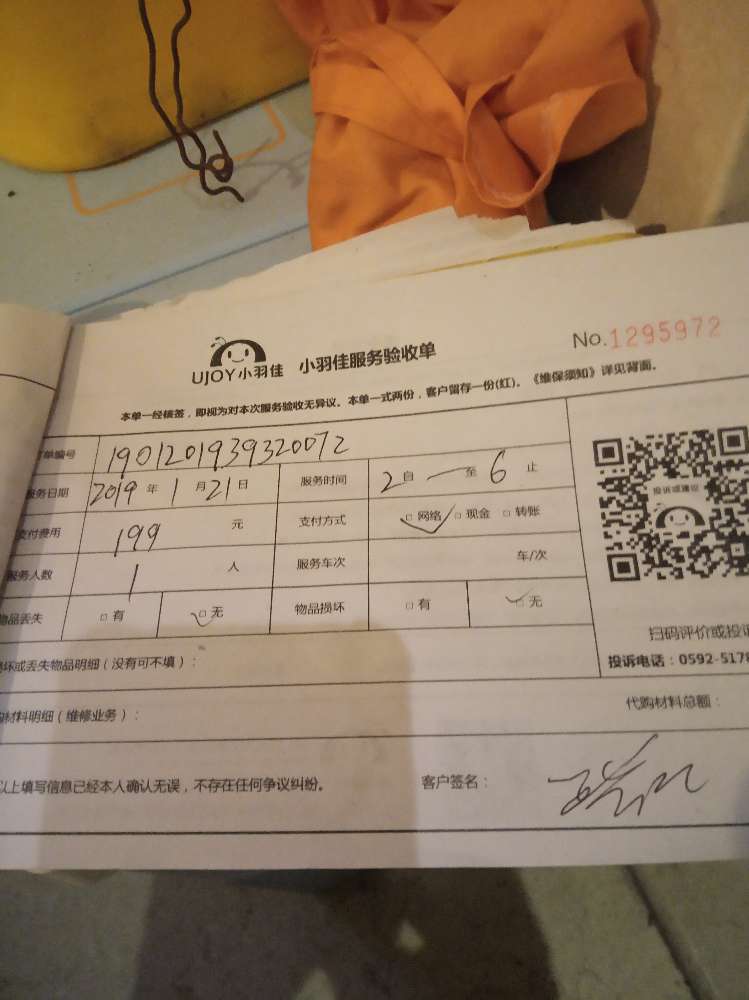 No.1295972
UJOY小羽佳 小羽佳服务验收单
本单一经核签，即视为对本次服务验收无异议。本单一式两份，客户留存一份(红)。《维保须知》详见背面。
单编号 1901201939320072
服务日期 2019 年 1 月 21 日 服务时间 2 自 — 至 6 止
支付费用 199 元 支付方式 □网络 □现金 □转账
服务人数 1 人 服务车次 车/次
物品丢失 □有 □无 物品损坏 □有 □无
投诉或建议
扫码评价或投诉
投诉电话：0592-5178
损坏或丢失物品明细（没有可不填）：
购材料明细（维修业务）： 代购材料总额：
以上填写信息已经本人确认无误，不存在任何争议纠纷。 客户签名：